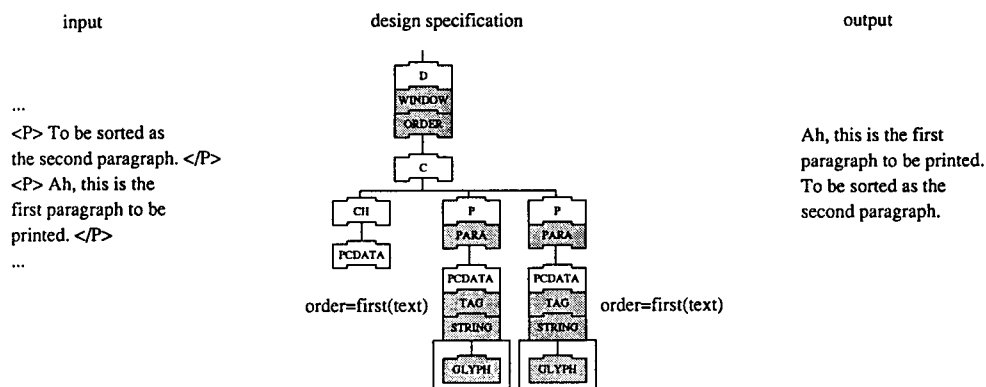 input
design specification
output
...
<P> To be sorted as
the second paragraph. </P>
<P> Ah, this is the
first paragraph to be
printed. </P>
...
D
WINDOW
ORDER
C
CH
PCDATA
P
PARA
PCDATA
TAG
STRING
GLYPH
order=first(text)
P
PARA
PCDATA
TAG
STRING
GLYPH
order=first(text)
Ah, this is the first
paragraph to be printed.
To be sorted as the
second paragraph.